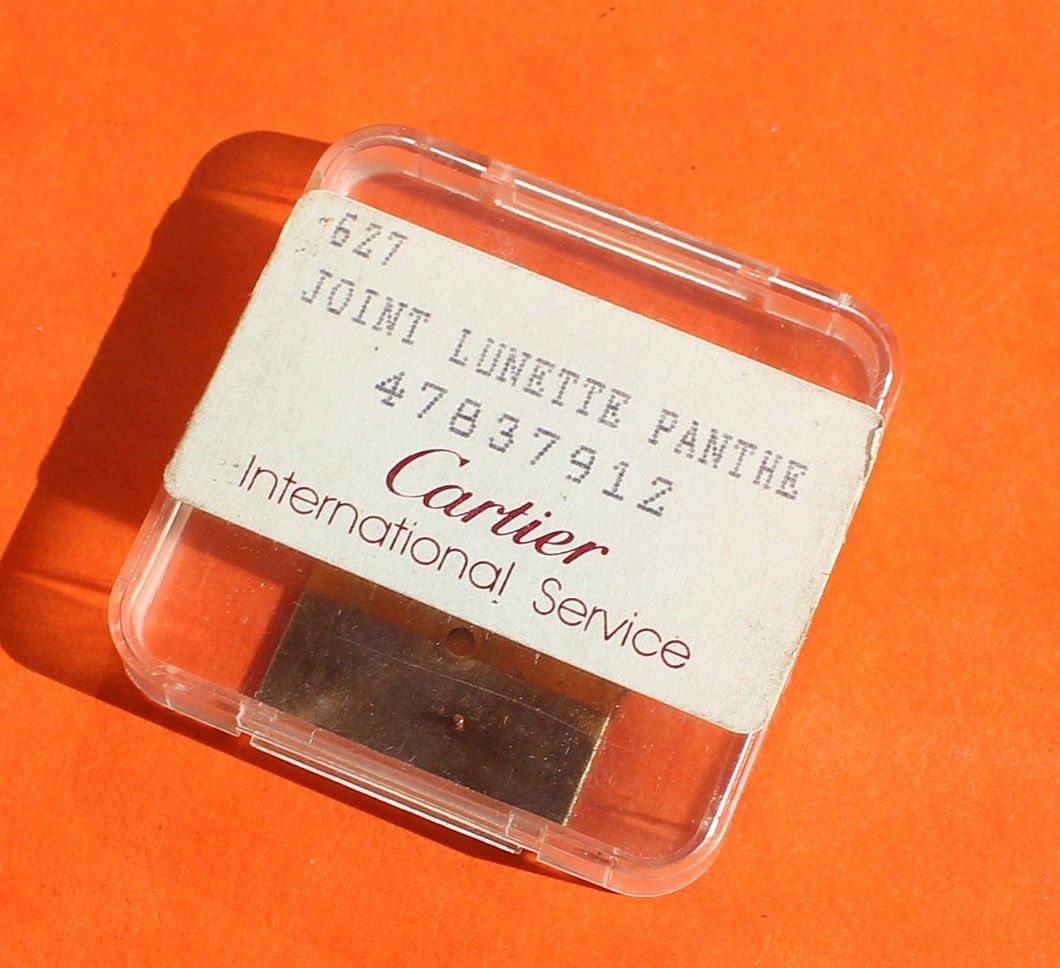 627
JOINT LUNETTE PANTHE
47837912
Cartier
International Service